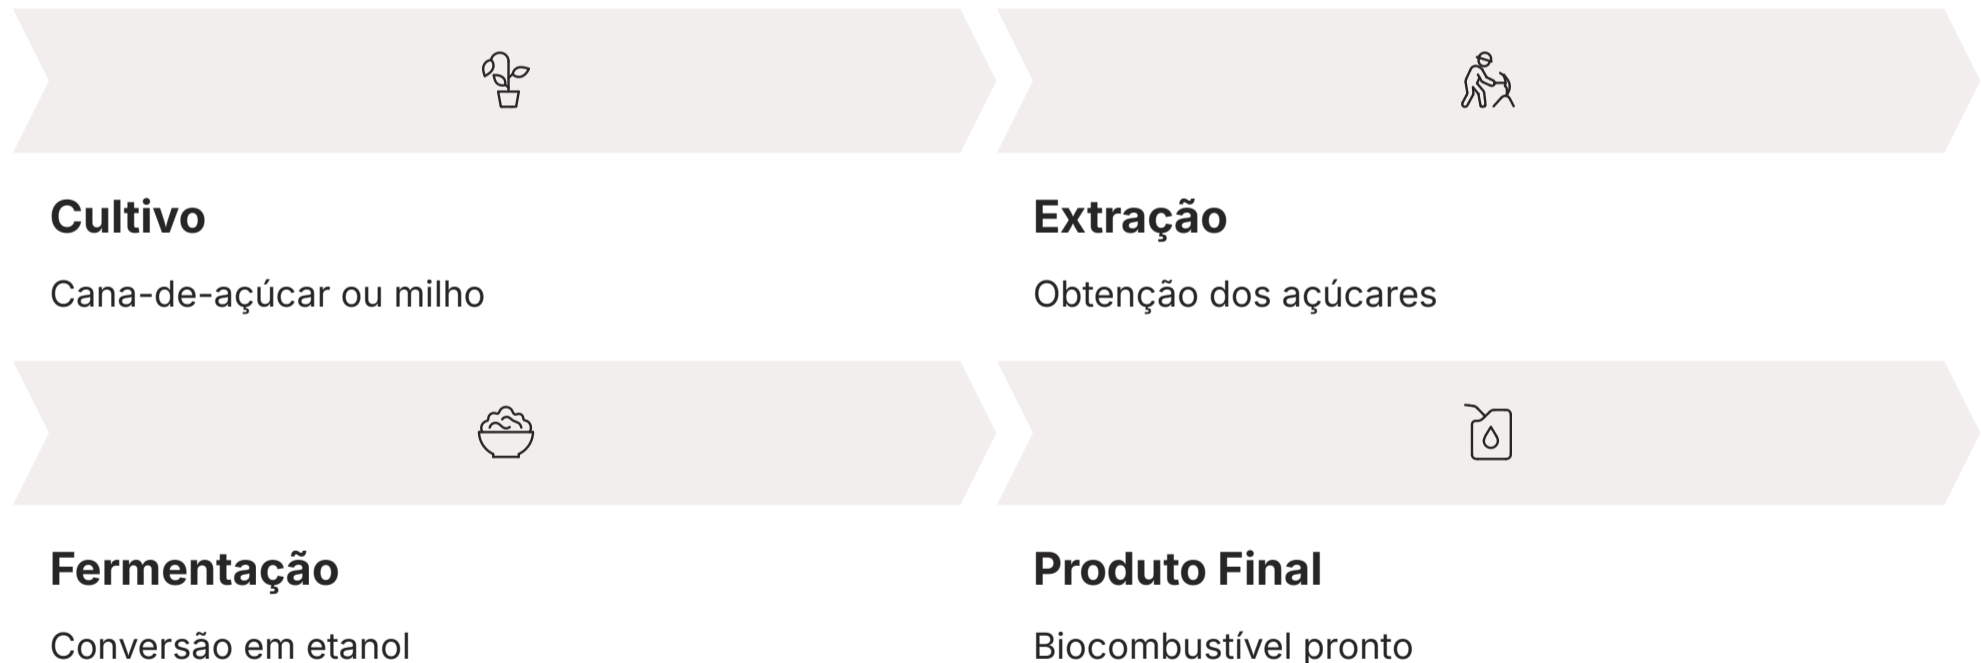 Cultivo
Cana-de-açúcar ou milho
Extração
Obtenção dos açúcares
Fermentação
Conversão em etanol
Produto Final
Biocombustível pronto